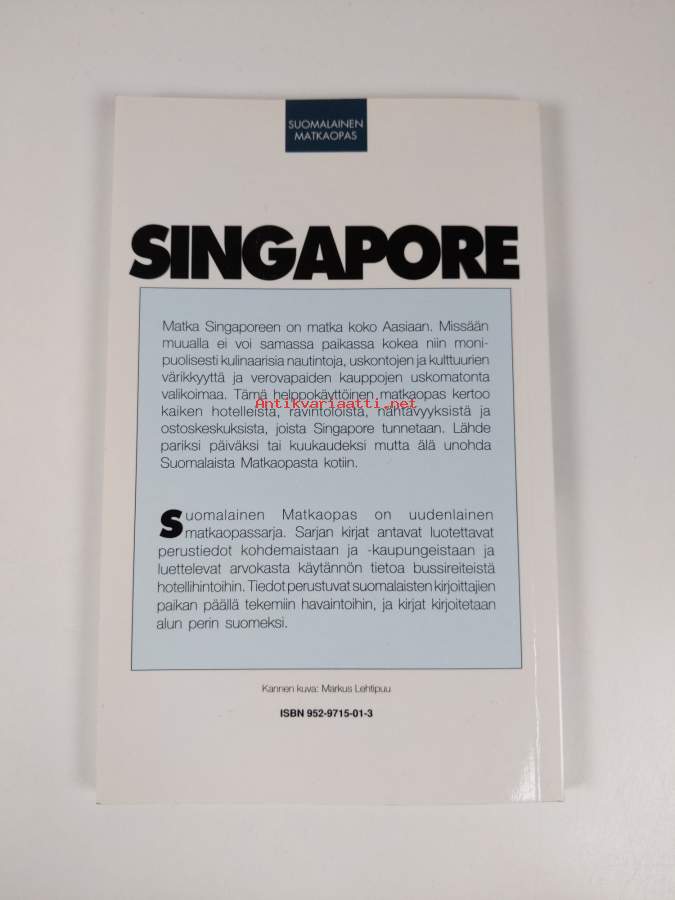 SUOMALAINEN
MATKAOPAS
SINGAPORE
Matka Singaporeen on matka koko Aasiaan. Missään
muualla ei voi samassa paikassa kokea niin moni-
puolisesti kulinaarisia nautintoja, uskontojen ja kulttuurien
värikkyyttä ja verovapaiden kauppojen uskomatonta
valikoimaa. Tämä helppokäyttöinen matkaopas kertoo
Antikvariaatti.net
kaiken hotelleista, ravintoloista, nähtävyyksistä ja
ostoskeskuksista, joista Singapore tunnetaan. Lähde
pariksi päiväksi tai kuukaudeksi mutta älä unohda
Suomalaista Matkaopasta kotiin.
Suomalainen Matkaopas on uudenlainen
matkaopassarja. Sarjan kirjat antavat luotettavat
perustiedot kohdemaistaan ja -kaupungeistaan ja
luettelevat arvokasta käytännön tietoa bussireiteistä
hotellihintoihin. Tiedot perustuvat suomalaisten kirjoittajien
paikan päällä tekemiin havaintoihin, ja kirjat kirjoitetaan
alun perin suomeksi.
Kannen kuva: Markus Lehtipuu
ISBN 952-9715-01-3